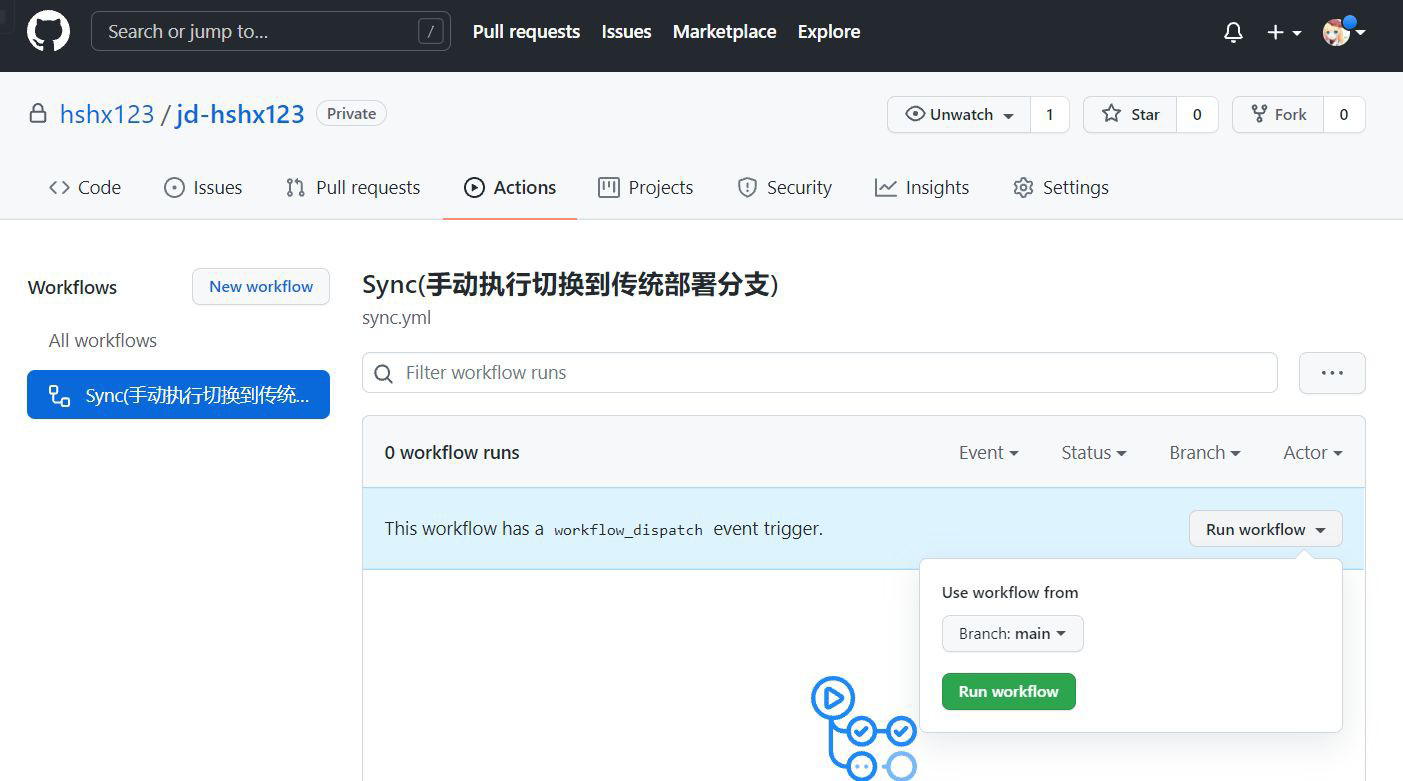 Search or jump to... / Pull requests Issues Marketplace Explore
hshx123 / jd-hshx123 Private Unwatch 1 Star 0 Fork 0
Code Issues Pull requests Actions Projects Security Insights Settings
Workflows New workflow
All workflows
Sync(手动执行切换到传统...
Sync(手动执行切换到传统部署分支)
sync.yml
Filter workflow runs ...
0 workflow runs Event Status Branch Actor
This workflow has a workflow_dispatch event trigger. Run workflow
Use workflow from
Branch: main
Run workflow